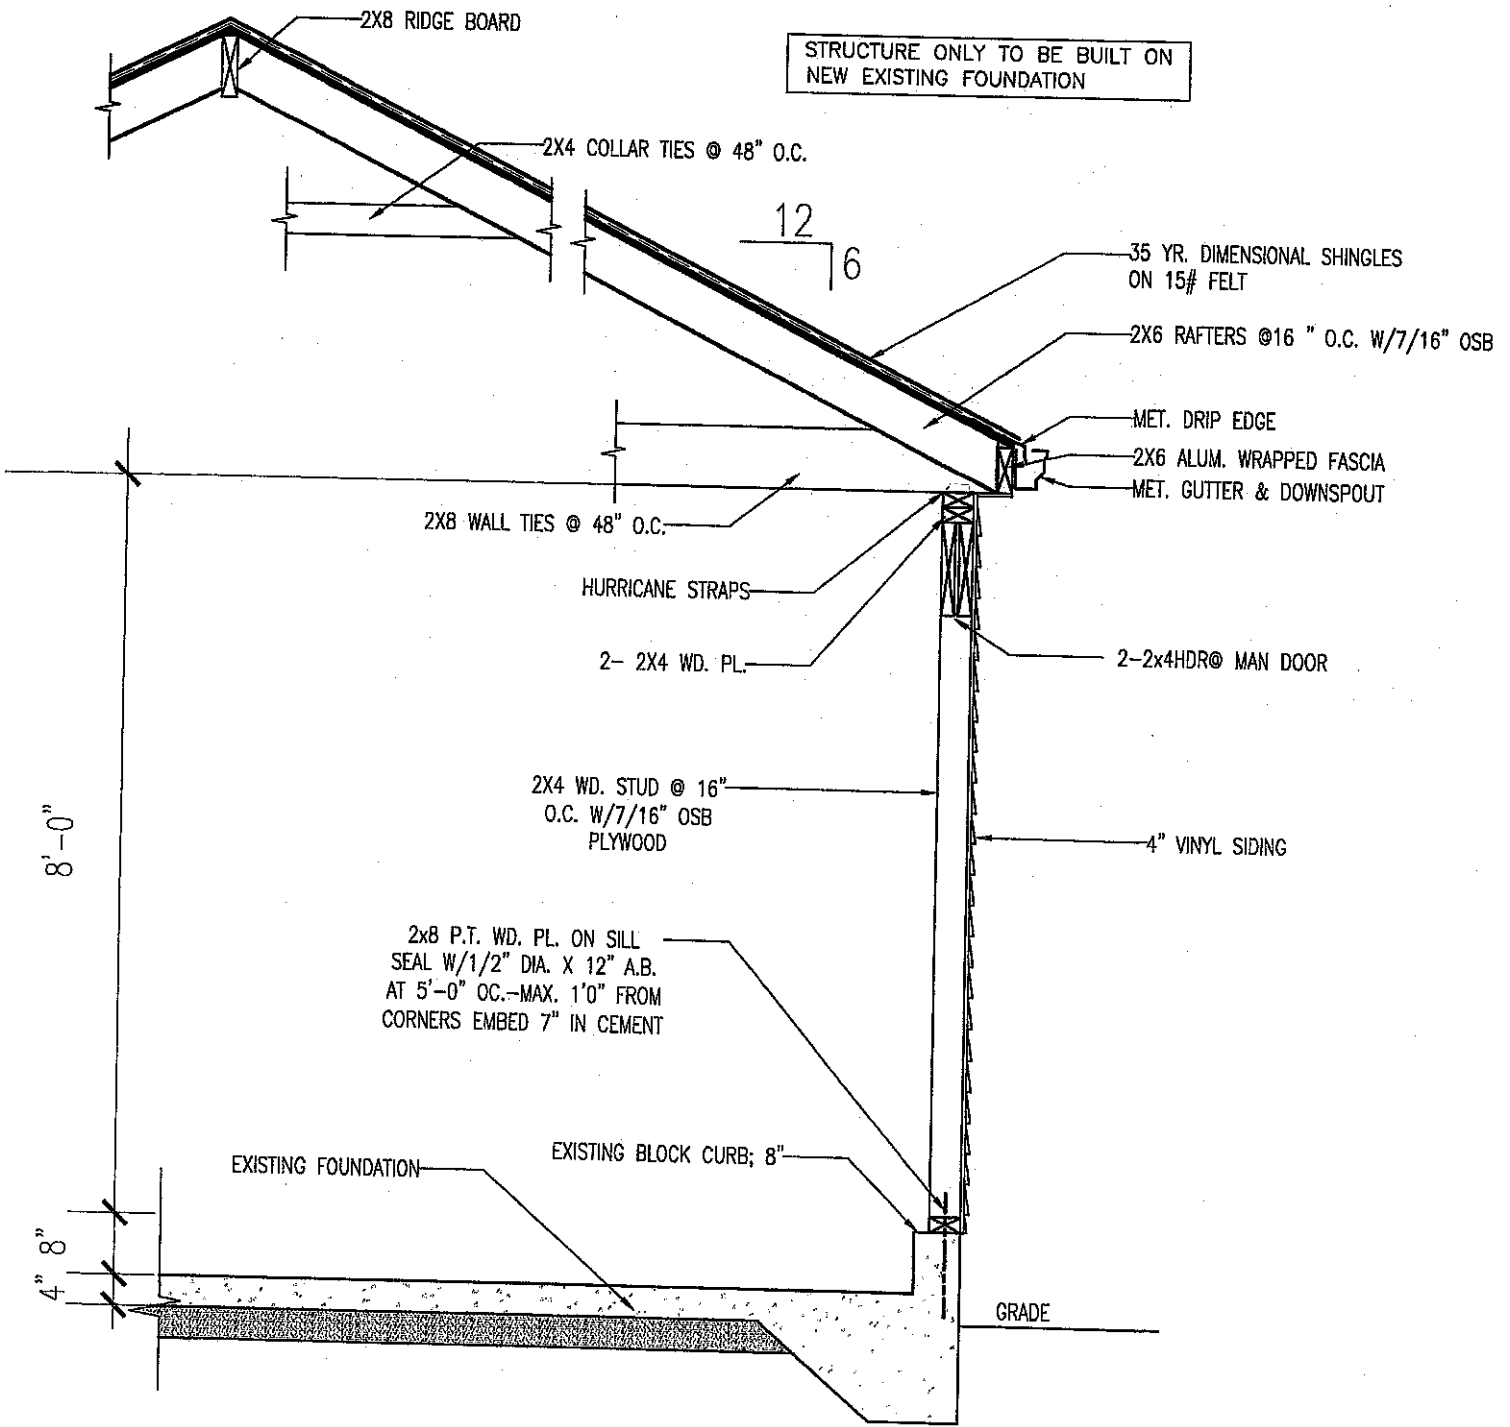 2X8 RIDGE BOARD
STRUCTURE ONLY TO BE BUILT ON
NEW EXISTING FOUNDATION
2X4 COLLAR TIES @ 48" O.C.
12
6
35 YR. DIMENSIONAL SHINGLES
ON 15# FELT
2X6 RAFTERS @16 " O.C. W/7/16" OSB
MET. DRIP EDGE
2X6 ALUM. WRAPPED FASCIA
MET. GUTTER & DOWNSPOUT
2X8 WALL TIES @ 48" O.C.
HURRICANE STRAPS
2- 2X4 WD. PL.
2-2x4HDR@ MAN DOOR
2X4 WD. STUD @ 16"
O.C. W/7/16" OSB
PLYWOOD
8'-0"
4" VINYL SIDING
2x8 P.T. WD. PL. ON SILL
SEAL W/1/2" DIA. X 12" A.B.
AT 5'-0" OC.-MAX. 1'0" FROM
CORNERS EMBED 7" IN CEMENT
EXISTING FOUNDATION
EXISTING BLOCK CURB; 8"
8"
4"
GRADE